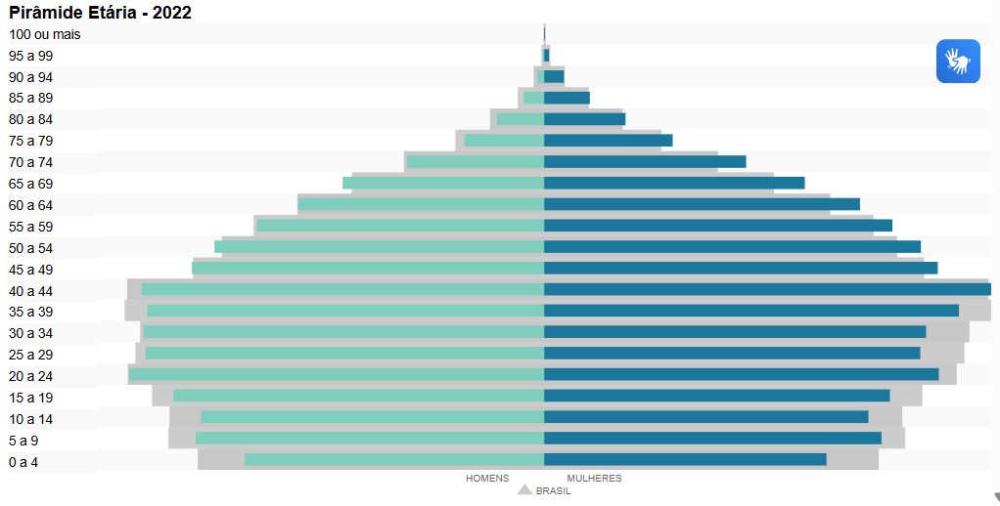 Pirâmide Etária - 2022
100 ou mais
95 a 99
90 a 94
85 a 89
80 a 84
75 a 79
70 a 74
65 a 69
60 a 64
55 a 59
50 a 54
45 a 49
40 a 44
35 a 39
30 a 34
25 a 29
20 a 24
15 a 19
10 a 14
5 a 9
0 a 4
HOMENS MULHERES
BRASIL